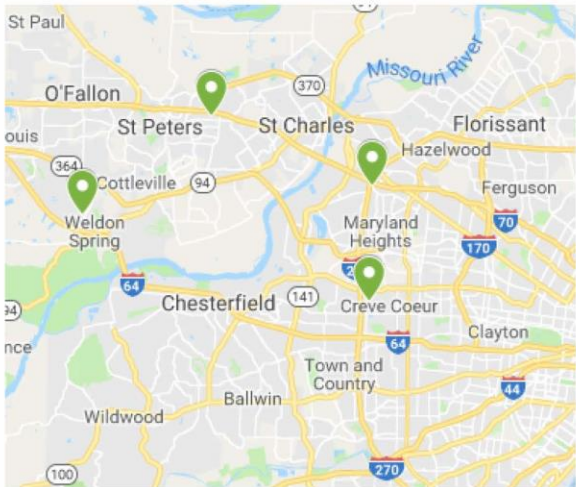 St Paul
Missouri River
370
O'Fallon
St Peters
St Charles
Florissant
Hazelwood
ouis
364
Cottleville
94
Ferguson
Weldon
Spring
Maryland
Heights
70
170
64
94
Chesterfield
141
2
Creve Coeur
Clayton
64
nce
Town and
Country
44
Ballwin
Wildwood
100
270